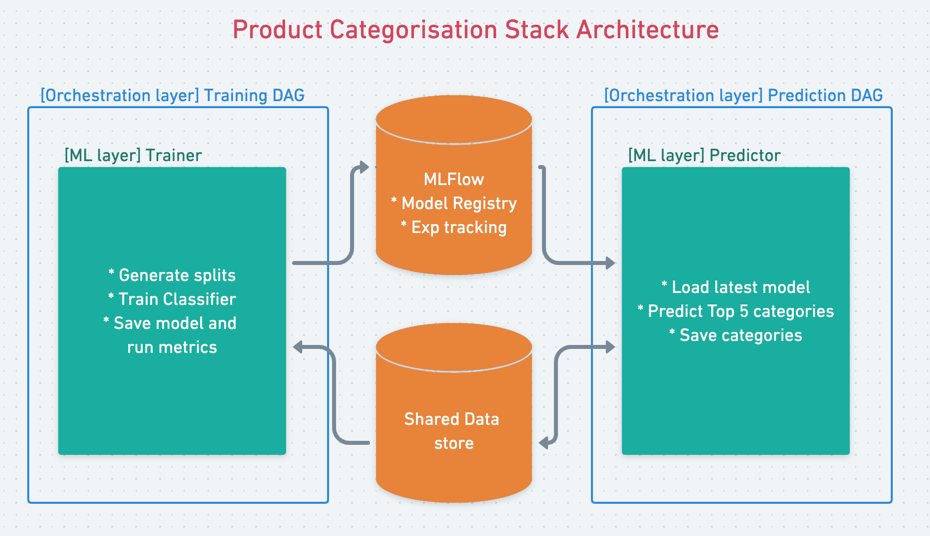 Product Categorisation Stack Architecture
[Orchestration layer] Training DAG
[Orchestration layer] Prediction DAG
[ML layer] Trainer
* Generate splits
* Train Classifier
* Save model and
run metrics
MLFlow
* Model Registry
* Exp tracking
Shared Data
store
[ML layer] Predictor
* Load latest model
* Predict Top 5 categories
* Save categories